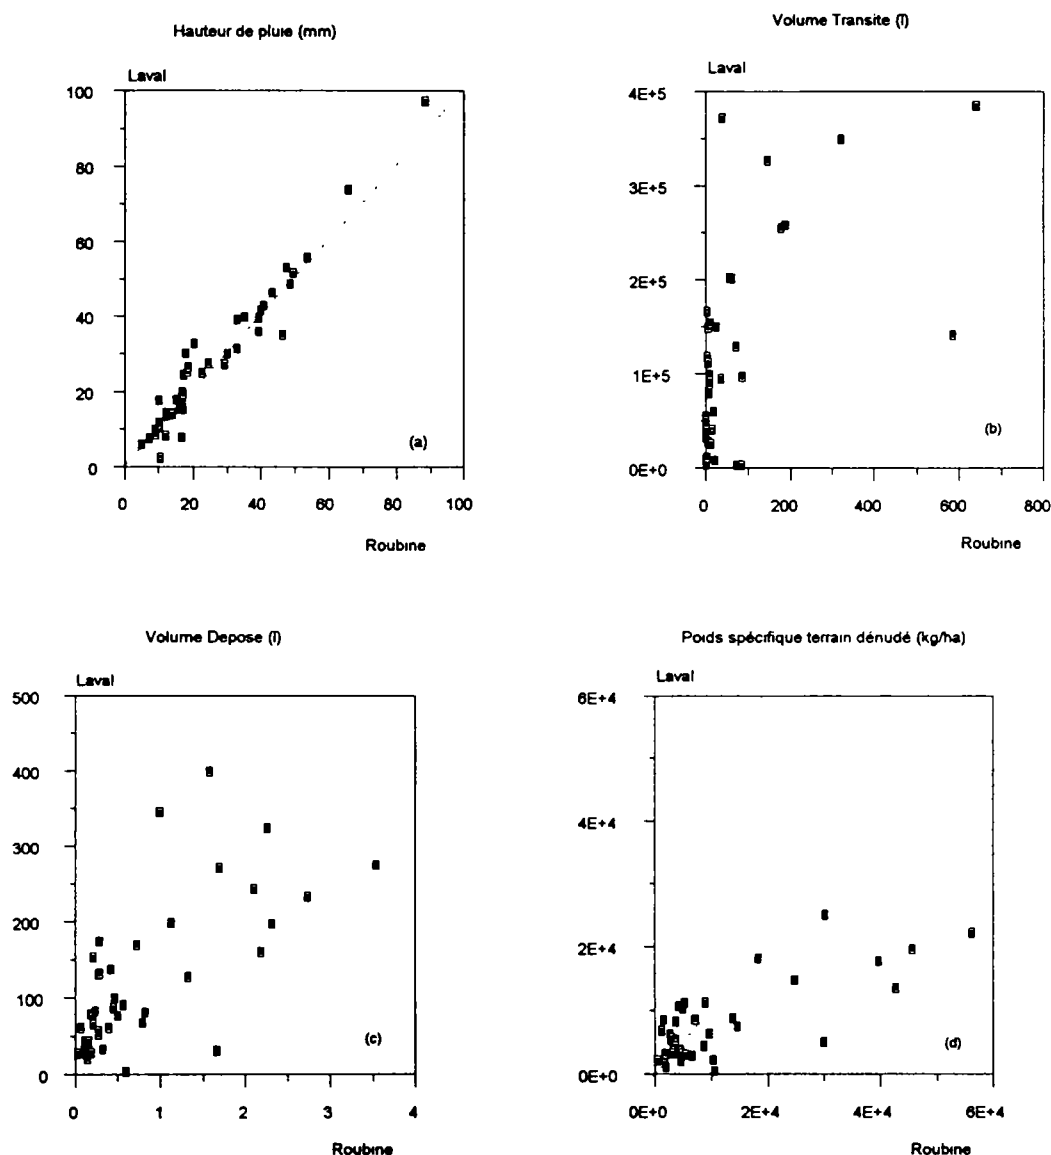 Hauteur de pluie (mm)
Laval
100
80
60
40
20
0
0 20 40 60 80 100
(a)
Roubine
Volume Transite (l)
Laval
4E+5
3E+5
2E+5
1E+5
0E+0
0 200 400 600 800
(b)
Roubine
Volume Depose (l)
Laval
500
400
300
200
100
0
0 1 2 3 4
(c)
Roubine
Poids spécifique terrain dénudé (kg/ha)
Laval
6E+4
4E+4
2E+4
0E+0
0E+0 2E+4 4E+4 6E+4
(d)
Roubine